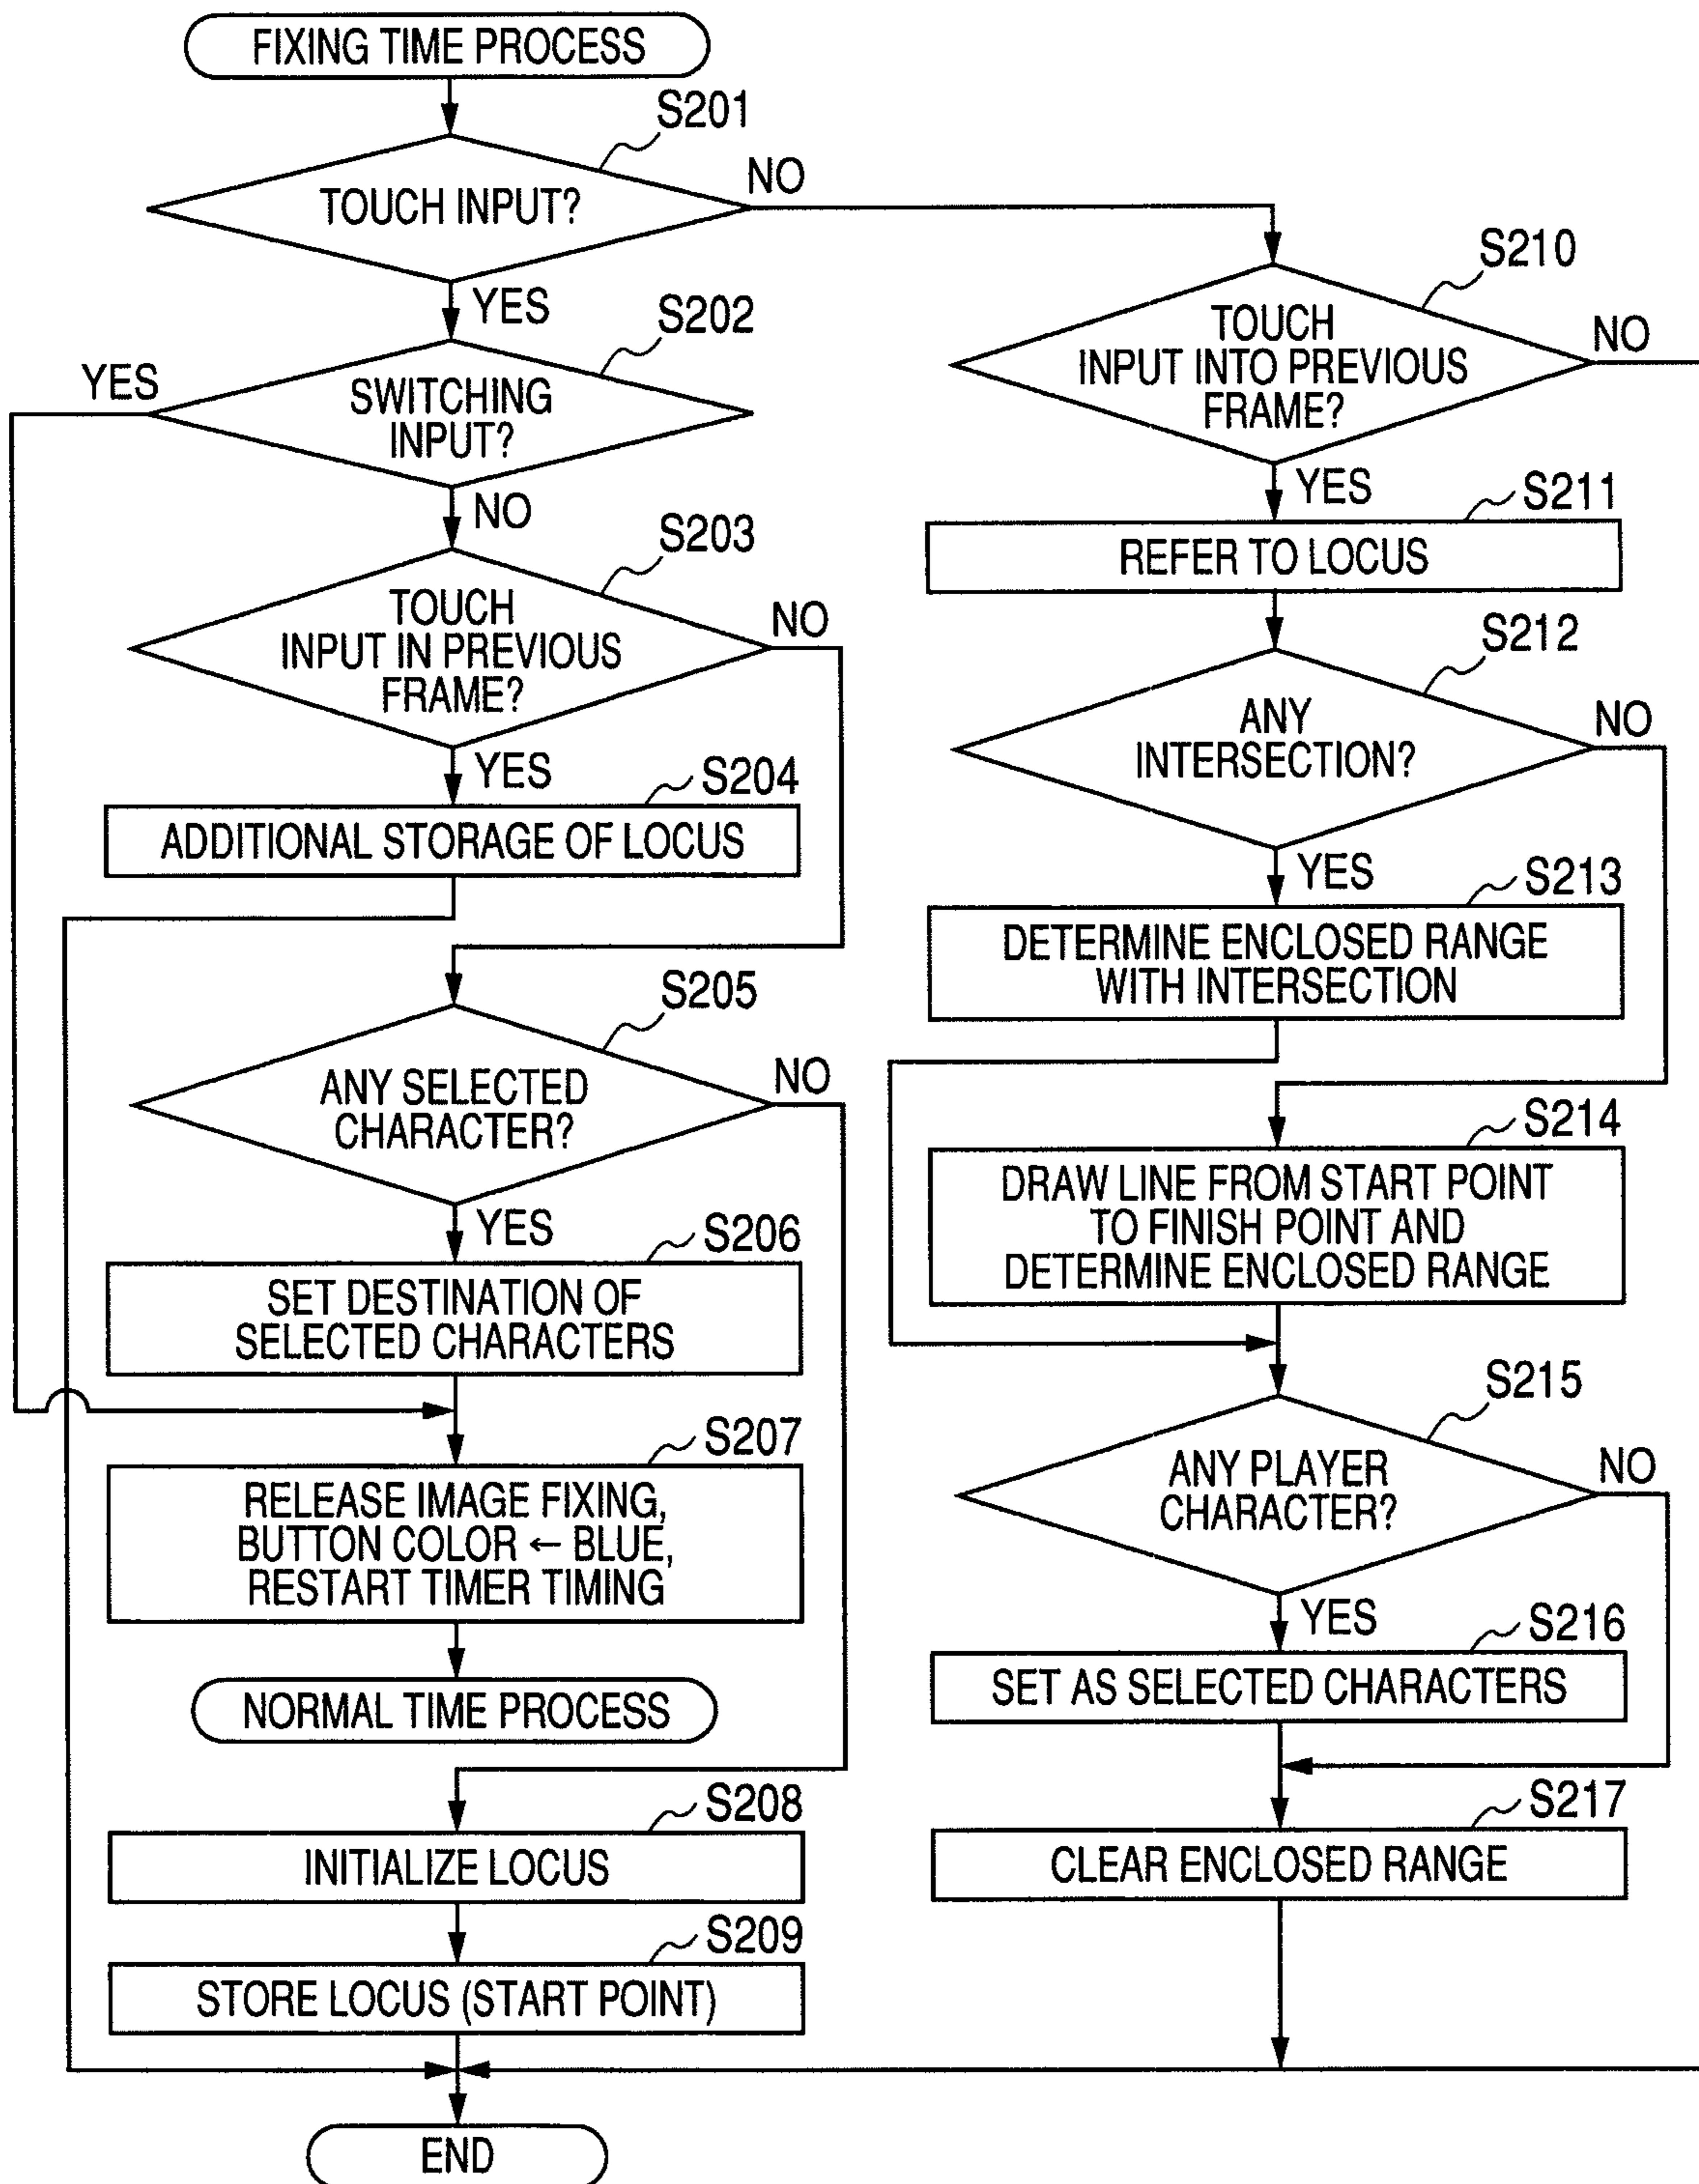 FIXING TIME PROCESS
S201
TOUCH INPUT?
NO
YES
S202
YES
SWITCHING
INPUT?
NO
S203
TOUCH
INPUT IN PREVIOUS
FRAME?
NO
YES
S204
ADDITIONAL STORAGE OF LOCUS
S205
ANY SELECTED
CHARACTER?
NO
YES
S206
SET DESTINATION OF
SELECTED CHARACTERS
S207
RELEASE IMAGE FIXING,
BUTTON COLOR ← BLUE,
RESTART TIMER TIMING
NORMAL TIME PROCESS
S208
INITIALIZE LOCUS
S209
STORE LOCUS (START POINT)
END
S210
TOUCH
INPUT INTO PREVIOUS
FRAME?
NO
YES
S211
REFER TO LOCUS
S212
ANY
INTERSECTION?
NO
YES
S213
DETERMINE ENCLOSED RANGE
WITH INTERSECTION
S214
DRAW LINE FROM START POINT
TO FINISH POINT AND
DETERMINE ENCLOSED RANGE
S215
ANY PLAYER
CHARACTER?
NO
YES
S216
SET AS SELECTED CHARACTERS
S217
CLEAR ENCLOSED RANGE